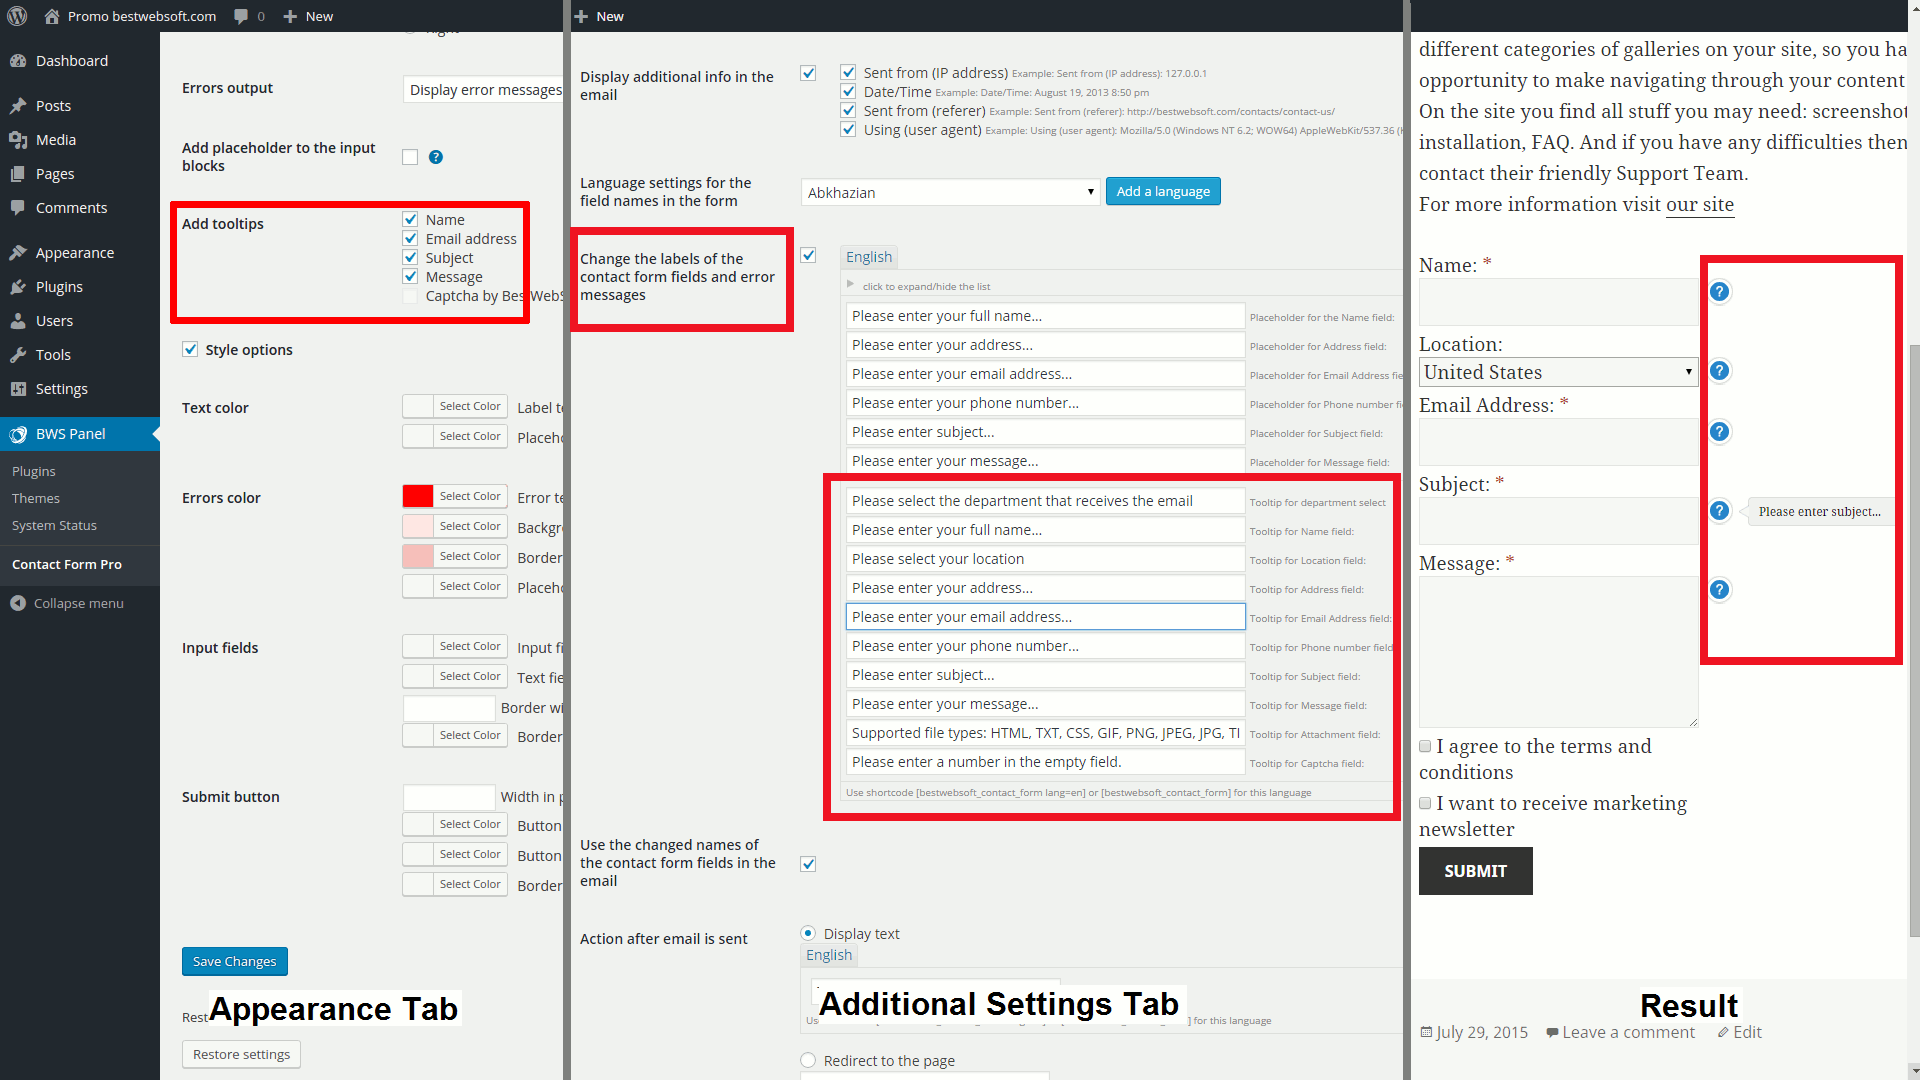 Promo bestwebsoft.com
0
New
Dashboard
Posts
Media
Pages
Comments
Appearance
Plugins
Users
Tools
Settings
BWS Panel
Plugins
Themes
System Status
Contact Form Pro
Collapse menu
Errors output
Display error messages
Add placeholder to the input
blocks
?
Add tooltips
Name
Email address
Subject
Message
Captcha by Bes WebS
Style options
Text color
Select Color Label
Select Color
Errors color
Select Color Error
Select Color
Select Color Border
Select Color
Input fields
Select Color Input
Select Color Text
Border
Select Color Border
Submit button
Width in
Select Color Button
Select Color Button
Select Color Border
Save Changes
Appearance Tab
Restore settings
New
Display additional info in the
email
Sent from (IP address) Example: Sent from (IP address): 127.0.0.1
Date/Time Example: Date/Time: August 19, 2013 8:50 pm
Sent from (referer) Example: Sent from (referer): http://bestwebsoft.com/contacts/contact-us/
Using (user agent) Example: Using (user agent): Mozilla/5.0 (Windows NT 6.2; WOW64) AppleWebKit/537.36
Language settings for the
field names in the form
Abkhazian
Add a language
Change the labels of the
contact form fields and error
messages
English
click to expand/hide the list
Please enter your full name... Placeholder for the Name field:
Please enter your address... Placeholder for Address field:
Please enter your email address... Placeholder for Email Address
Please enter your phone number... Placeholder for Phone number
Please enter subject... Placeholder for Subject field:
Please enter your message... Placeholder for Message field:
Please select the department that receives the email Tooltip for department select
Please enter your full name... Tooltip for Name field:
Please select your location Tooltip for Location field:
Please enter your address... Tooltip for Address field:
Please enter your email address... Tooltip for Email Address field:
Please enter your phone number... Tooltip for Phone number field
Please enter subject... Tooltip for Subject field:
Please enter your message... Tooltip for Message field:
Supported file types: HTML, TXT, CSS, GIF, PNG, JPEG, JPG, TI Tooltip for Attachment field:
Please enter a number in the empty field. Tooltip for Captcha field:
Use shortcode [bestwebsoft_contact_form lang=en] or [bestwebsoft_contact_form] for this language
Use the changed names of
the contact form fields in the
email
Action after email is sent
Display text
English
Additional Settings Tab
] for this language
Redirect to the page
different categories of galleries on your site, so you ha
opportunity to make navigating through your content
On the site you find all stuff you may need: screenshot
installation, FAQ. And if you have any difficulties then
contact their friendly Support Team.
For more information visit our site
Name: *
?
Location:
United States
?
Email Address: *
?
Subject: *
?
Please enter subject...
Message: *
?
I agree to the terms and
conditions
I want to receive marketing
newsletter
SUBMIT
Result
July 29, 2015 Leave a comment Edit